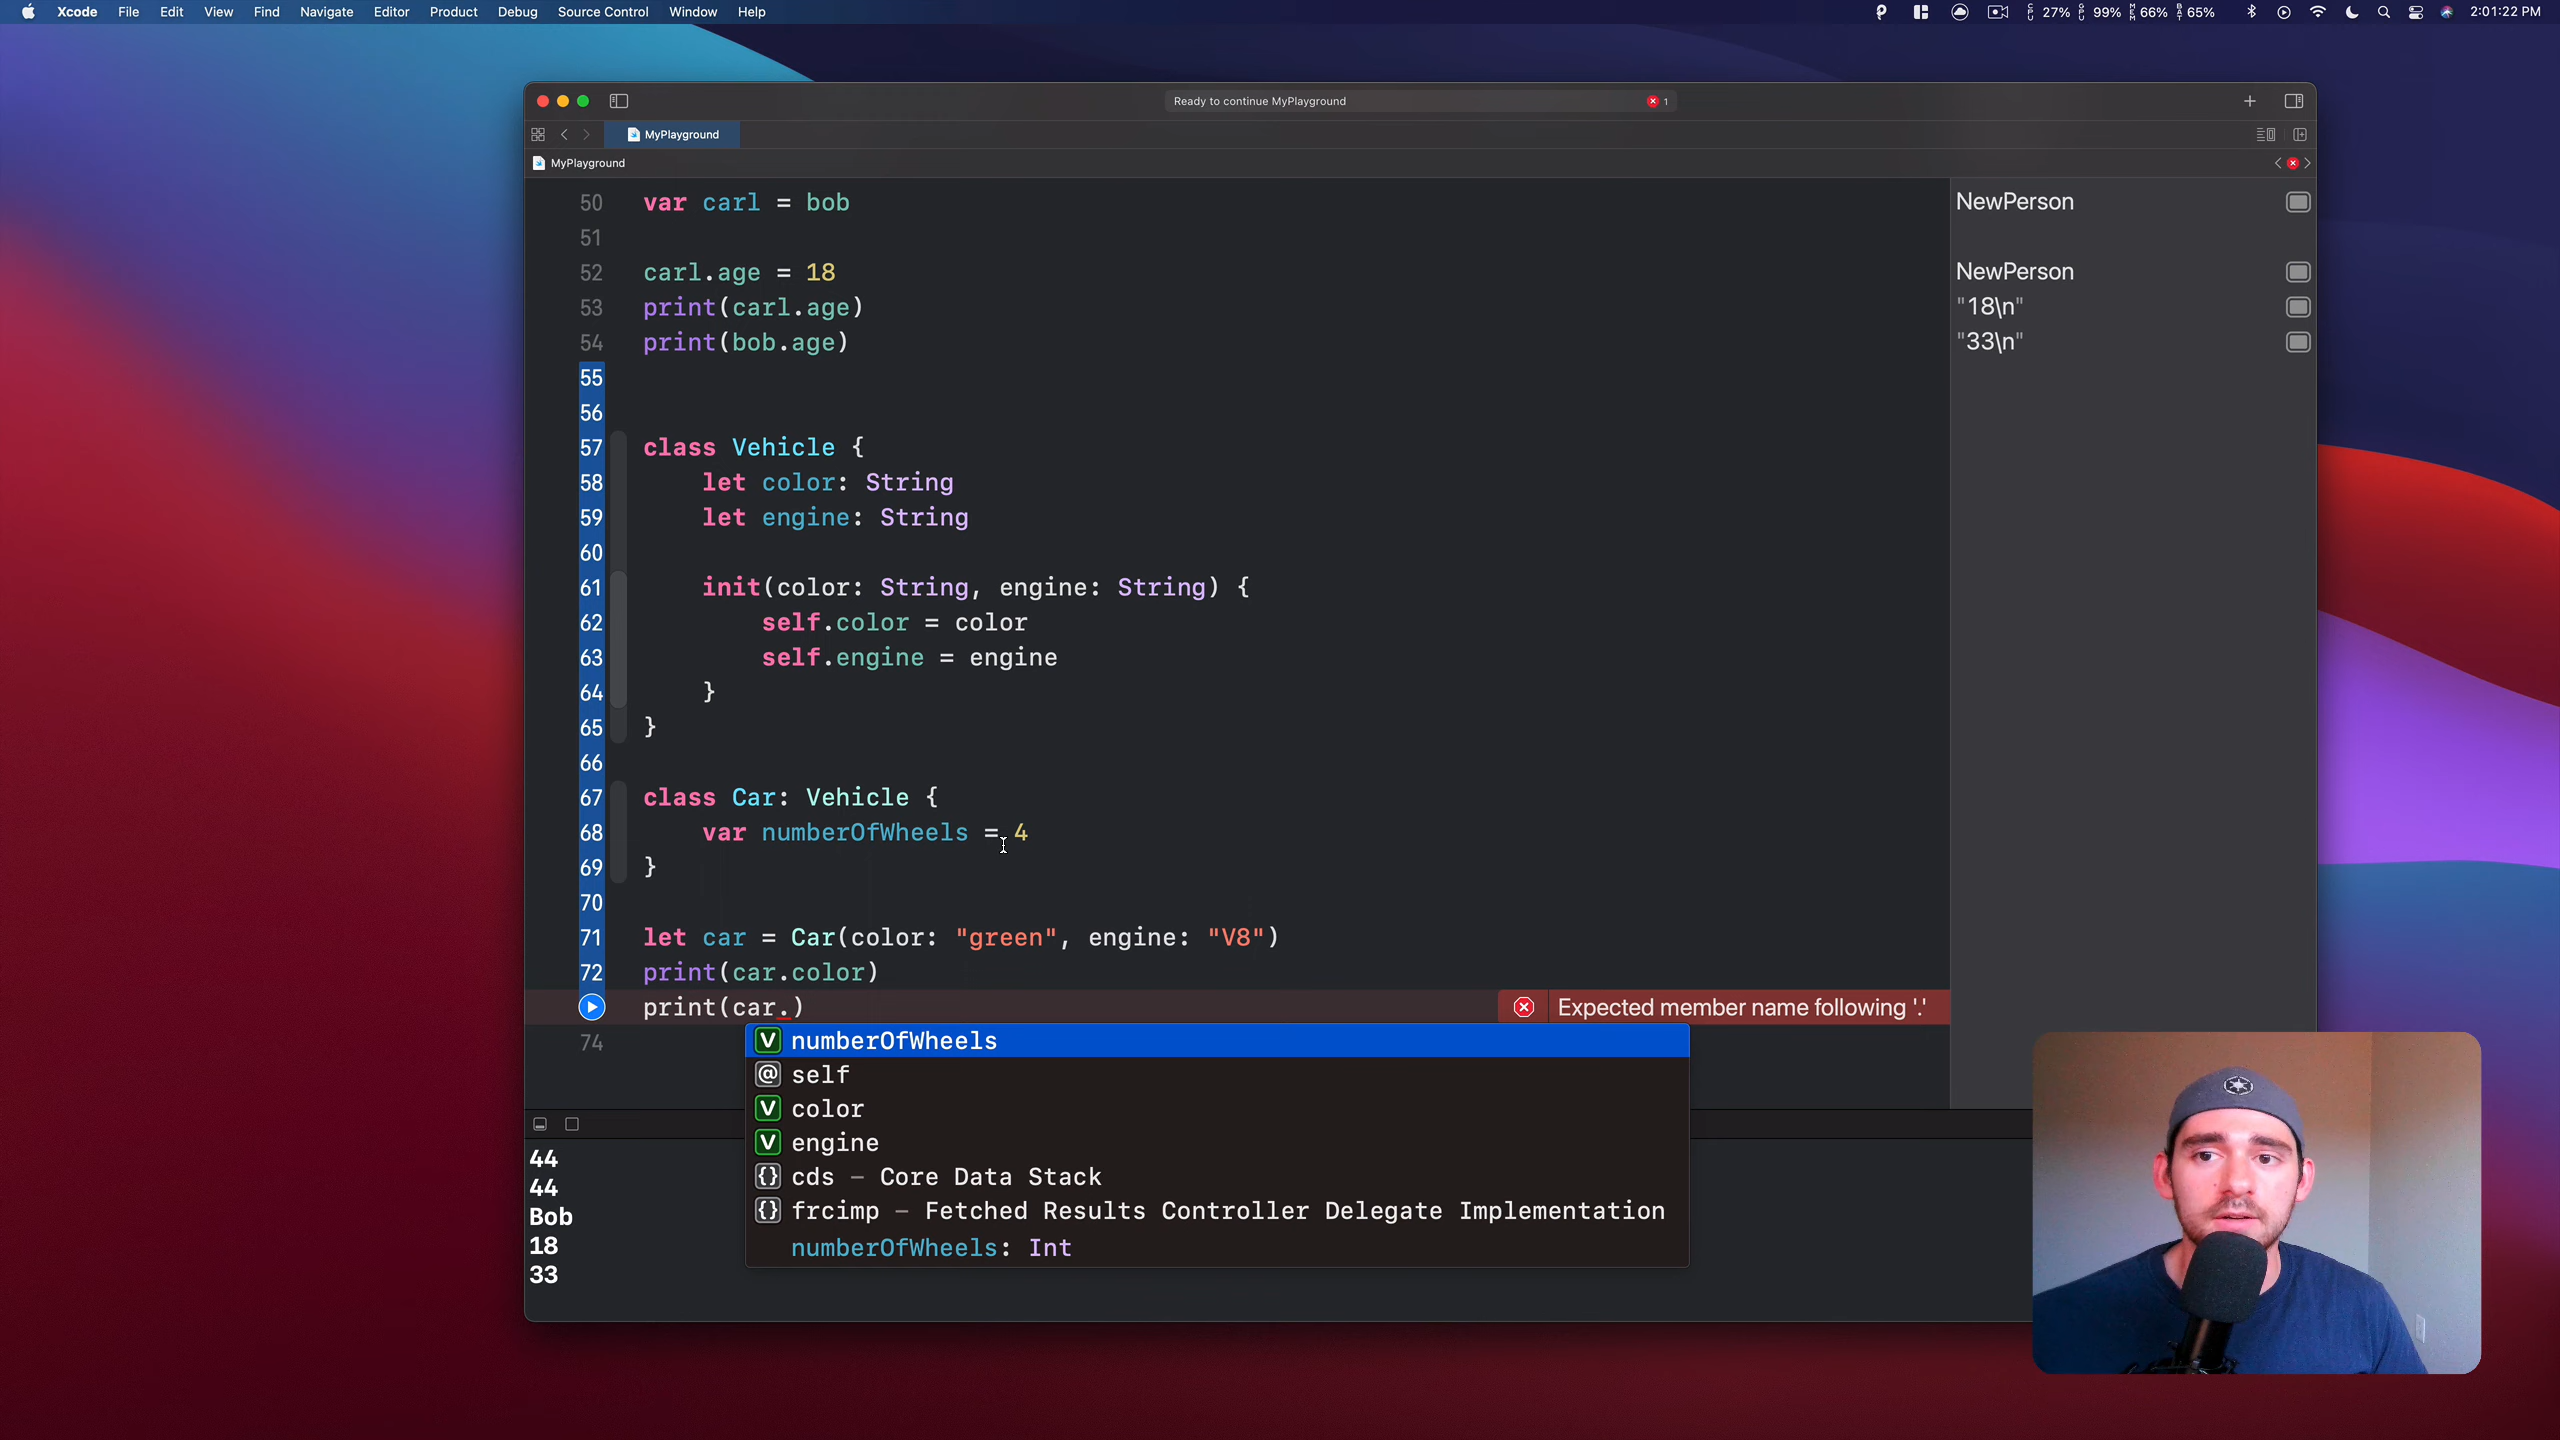 Xcode File Edit View Find Navigate Editor Product Debug Source Control Window Help
CPU 27% GPU 99% MEM 66% BAT 65% 2:01:22 PM
Ready to continue MyPlayground 1
MyPlayground
MyPlayground
50 var carl = bob NewPerson
51
52 carl.age = 18 NewPerson
53 print(carl.age) "18\n"
54 print(bob.age) "33\n"
55
56
57 class Vehicle {
58 let color: String
59 let engine: String
60
61 init(color: String, engine: String) {
62 self.color = color
63 self.engine = engine
64 }
65 }
66
67 class Car: Vehicle {
68 var numberOfWheels = 4
69 }
70
71 let car = Car(color: "green", engine: "V8")
72 print(car.color)
print(car.) Expected member name following '.'
74
V numberOfWheels
@ self
V color
V engine
{} cds – Core Data Stack
{} frcimp – Fetched Results Controller Delegate Implementation
numberOfWheels: Int
44
44
Bob
18
33